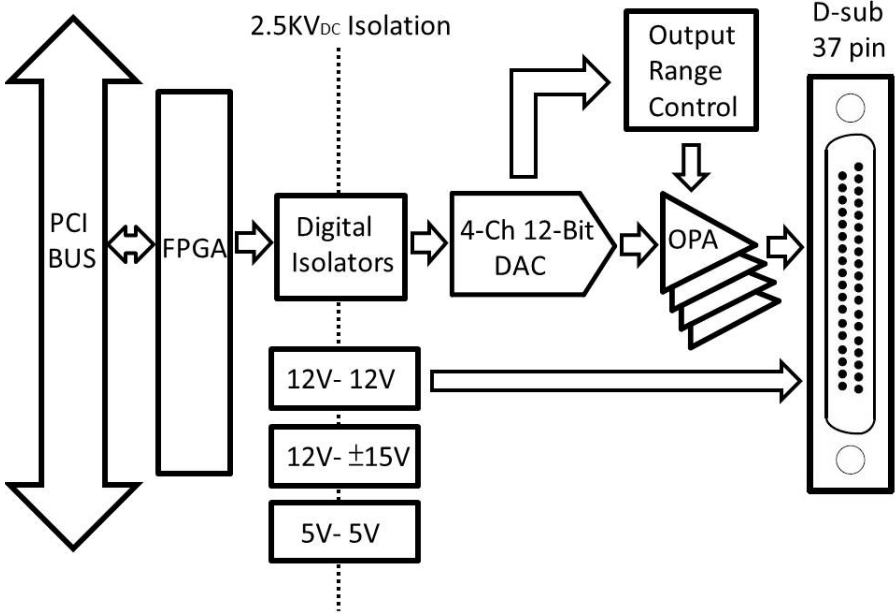 2.5KVDC Isolation
Output
Range
Control
D-sub
37 pin
PCI
BUS
FPGA
Digital
Isolators
4-Ch 12-Bit
DAC
OPA
12V- 12V
12V- ±15V
5V- 5V